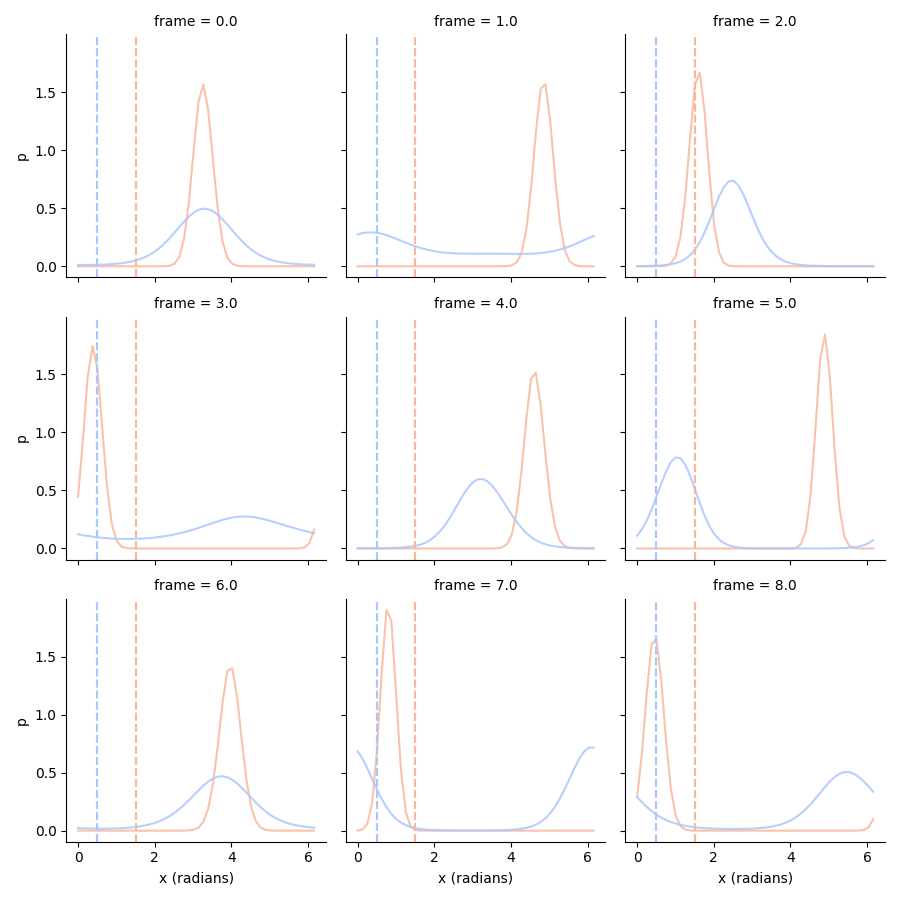 frame = 0.0
frame = 1.0
frame = 2.0
p
1.5
1.0
0.5
0.0
frame = 3.0
frame = 4.0
frame = 5.0
p
1.5
1.0
0.5
0.0
frame = 6.0
frame = 7.0
frame = 8.0
p
1.5
1.0
0.5
0.0
0 2 4 6
0 2 4 6
0 2 4 6
x (radians)
x (radians)
x (radians)